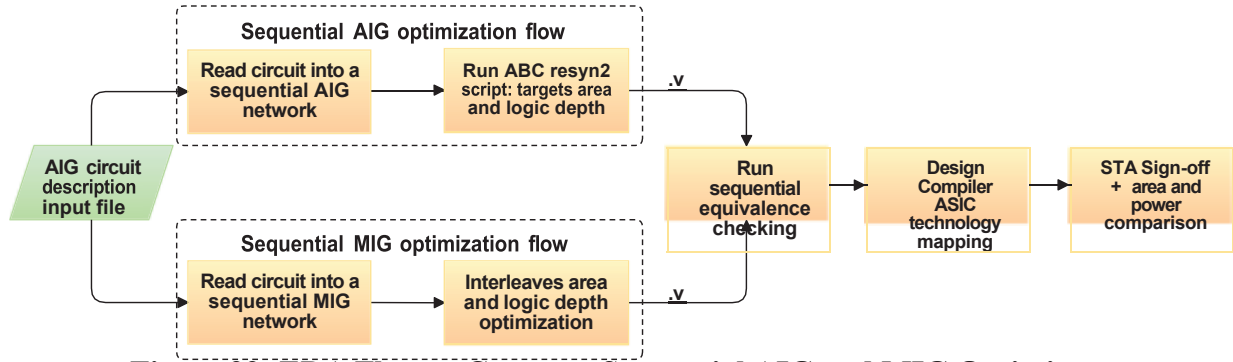 Sequential AIG optimization flow
Read circuit into a
sequential AIG
network
Run ABC resyn2
script: targets area
and logic depth
.v
AIG circuit
description
input file
Run
sequential
equivalence
checking
Design
Compiler
ASIC
technology
mapping
STA Sign-off
+ area and
power
comparison
Sequential MIG optimization flow
Read circuit into a
sequential MIG
network
Interleaves area
and logic depth
optimization
.v